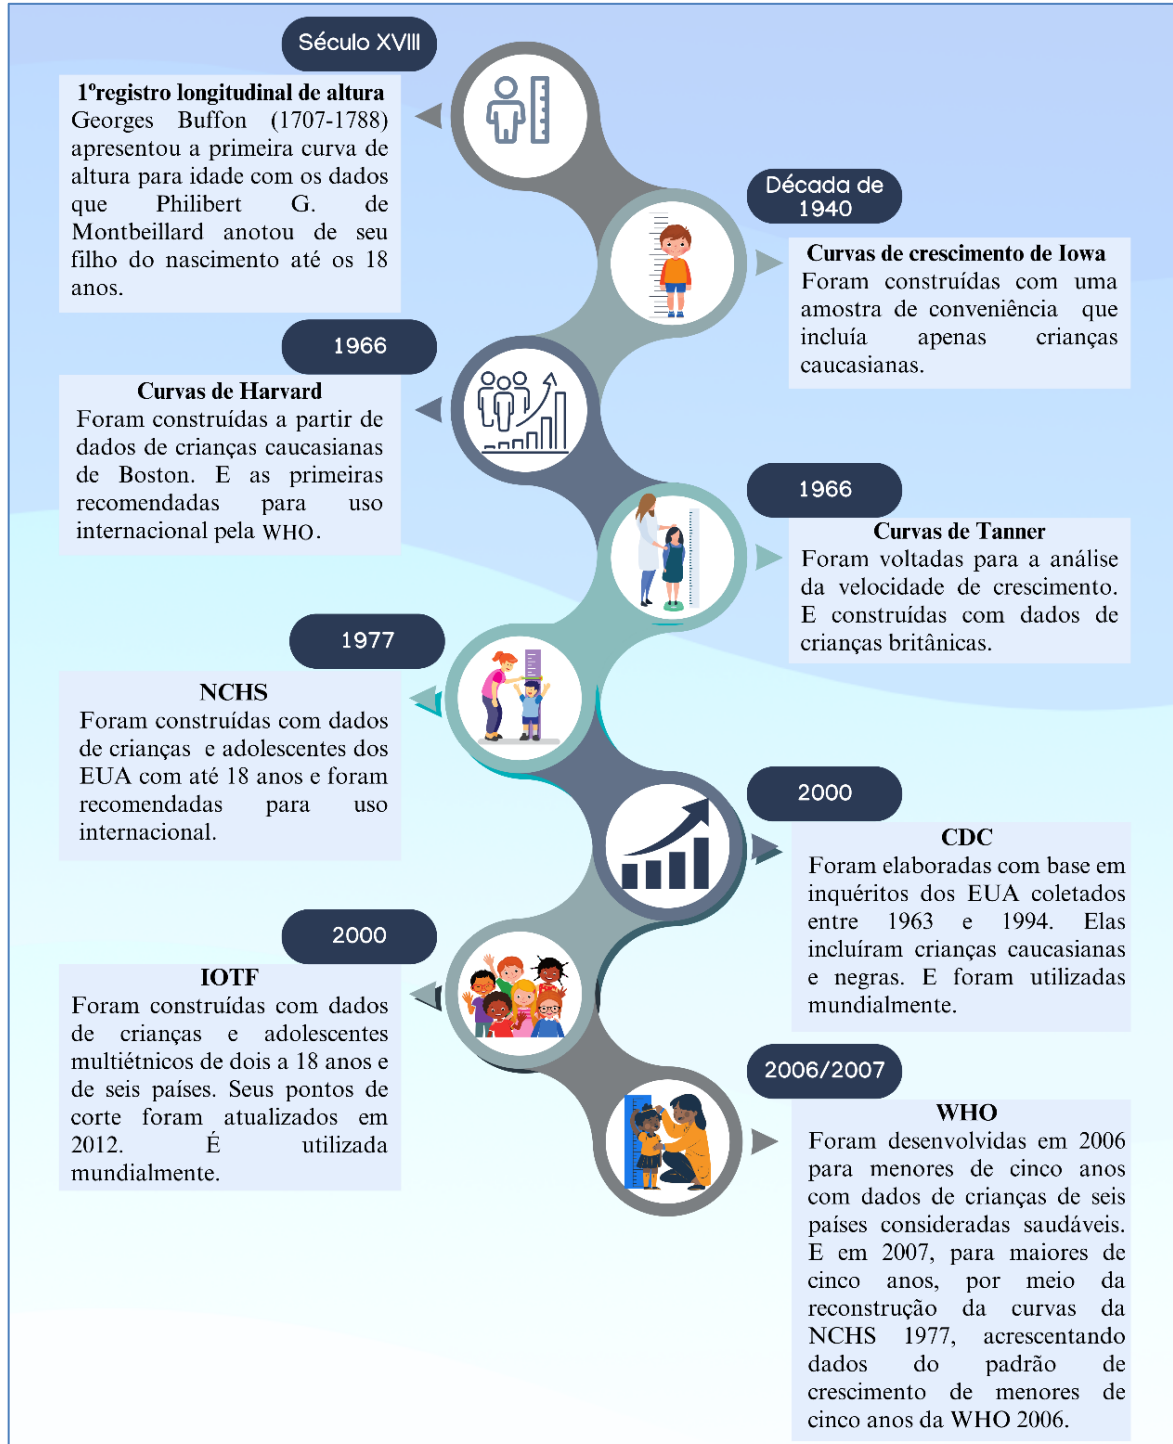 Século XVIII
1ºregistro longitudinal de altura
Georges Buffon (1707-1788)
apresentou a primeira curva de
altura para idade com os dados
que Philibert G. de
Montbeillard anotou de seu
filho do nascimento até os 18
anos.
Década de
1940
Curvas de crescimento de Iowa
Foram construídas com uma
amostra de conveniência que
incluía apenas crianças
caucasianas.
1966
Curvas de Harvard
Foram construídas a partir de
dados de crianças caucasianas
de Boston. E as primeiras
recomendadas para uso
internacional pela WHO.
1966
Curvas de Tanner
Foram voltadas para a análise
da velocidade de crescimento.
E construídas com dados de
crianças britânicas.
1977
NCHS
Foram construídas com dados
de crianças e adolescentes dos
EUA com até 18 anos e foram
recomendadas para uso
internacional.
2000
CDC
Foram elaboradas com base em
inquéritos dos EUA coletados
entre 1963 e 1994. Elas
incluíram crianças caucasianas
e negras. E foram utilizadas
mundialmente.
2000
IOTF
Foram construídas com dados
de crianças e adolescentes
multiétnicos de dois a 18 anos e
de seis países. Seus pontos de
corte foram atualizados em
2012. É utilizada
mundialmente.
2006/2007
WHO
Foram desenvolvidas em 2006
para menores de cinco anos
com dados de crianças de seis
países consideradas saudáveis.
E em 2007, para maiores de
cinco anos, por meio da
reconstrução da curvas da
NCHS 1977, acrescentando
dados do padrão de
crescimento de menores de
cinco anos da WHO 2006.